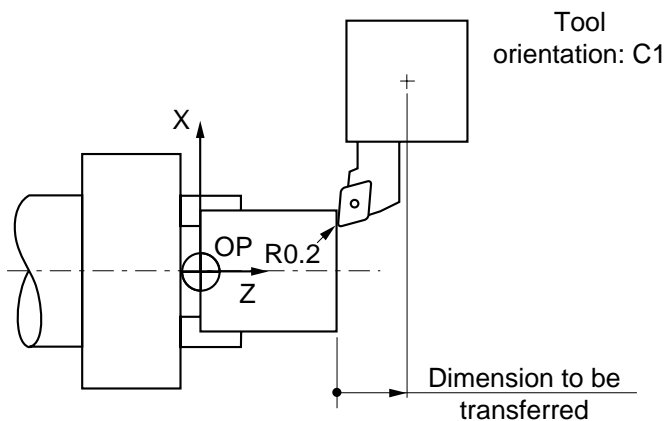 Tool
orientation: C1
X
OP
R0.2
Z
Dimension to be
transferred